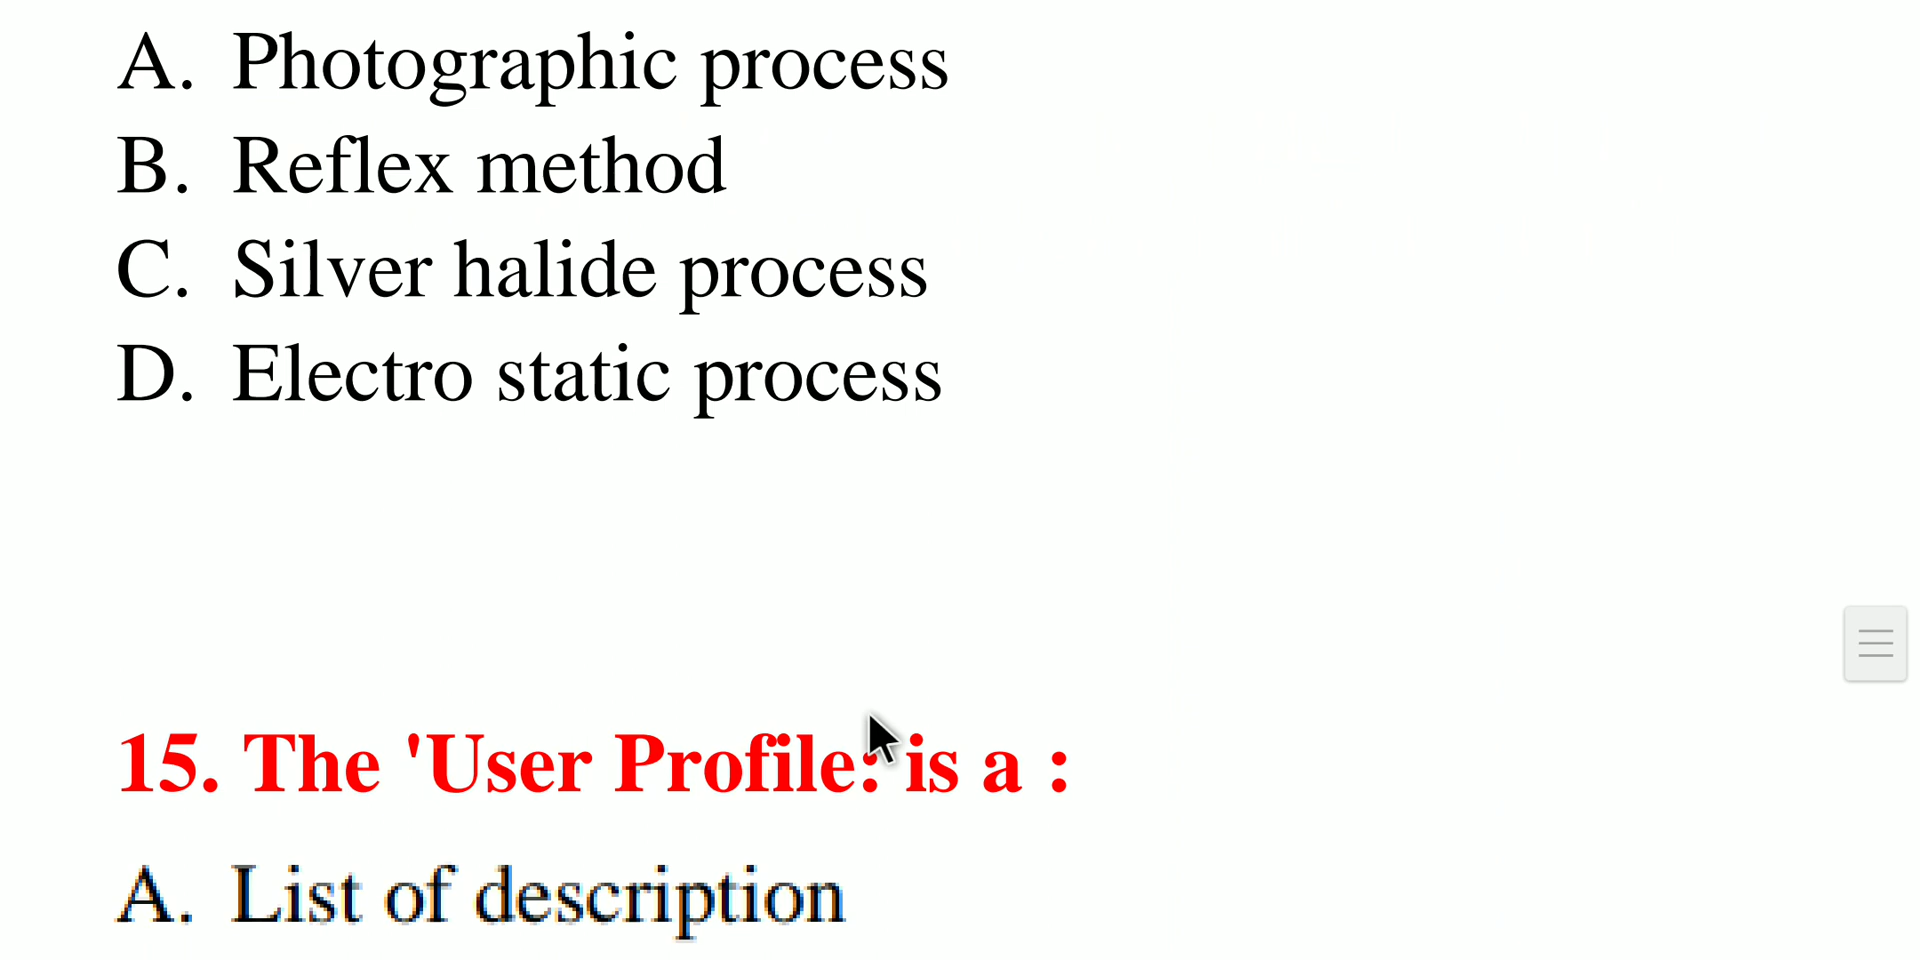 A. Photographic process
B. Reflex method
C. Silver halide process
D. Electro static process
15. The 'User Profile: is a :
A. List of description